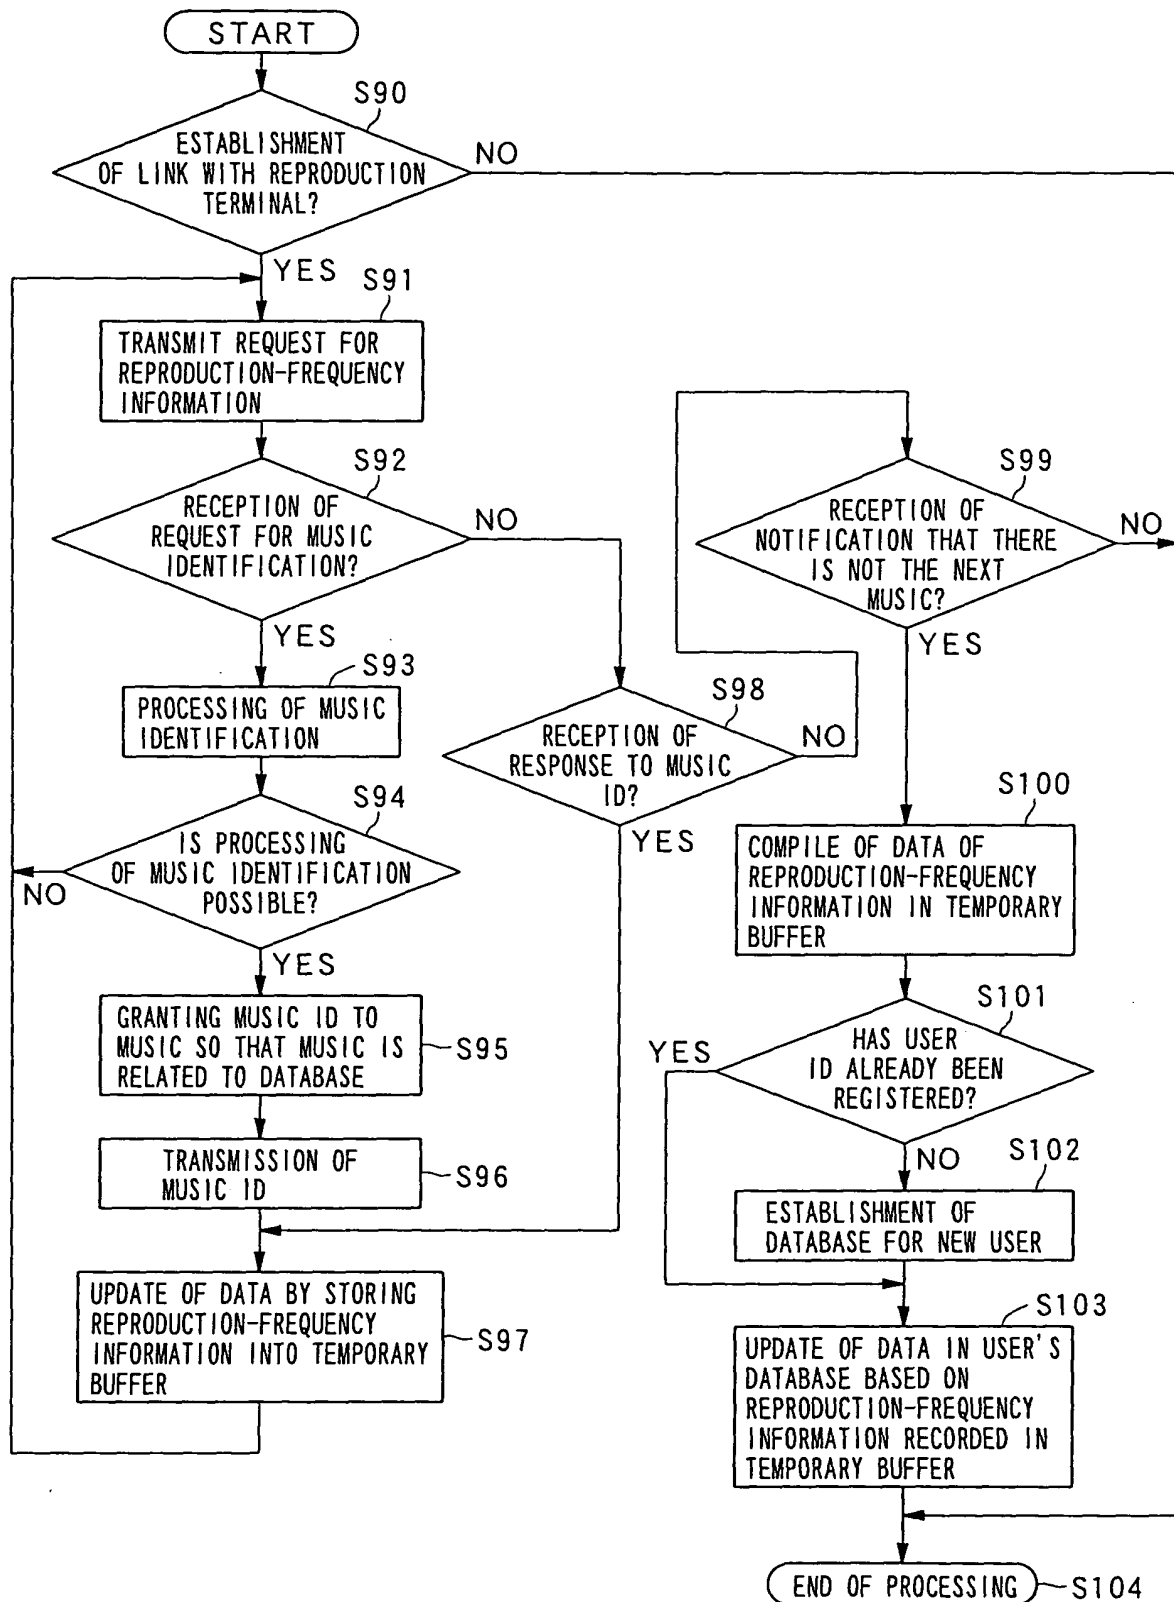 START
S90
ESTABLISHMENT
OF LINK WITH REPRODUCTION
TERMINAL?
NO
YES
S91
TRANSMIT REQUEST FOR
REPRODUCTION-FREQUENCY
INFORMATION
S92
RECEPTION OF
REQUEST FOR MUSIC
IDENTIFICATION?
NO
YES
S93
PROCESSING OF MUSIC
IDENTIFICATION
S94
IS PROCESSING
OF MUSIC IDENTIFICATION
POSSIBLE?
NO
YES
GRANTING MUSIC ID TO
MUSIC SO THAT MUSIC IS
RELATED TO DATABASE
S95
TRANSMISSION OF
MUSIC ID
S96
UPDATE OF DATA BY STORING
REPRODUCTION-FREQUENCY
INFORMATION INTO TEMPORARY
BUFFER
S97
S98
RECEPTION OF
RESPONSE TO MUSIC
ID?
NO
YES
S99
RECEPTION OF
NOTIFICATION THAT THERE
IS NOT THE NEXT
MUSIC?
NO
YES
S100
COMPILE OF DATA OF
REPRODUCTION-FREQUENCY
INFORMATION IN TEMPORARY
BUFFER
S101
HAS USER
ID ALREADY BEEN
REGISTERED?
YES
NO
S102
ESTABLISHMENT OF
DATABASE FOR NEW USER
S103
UPDATE OF DATA IN USER'S
DATABASE BASED ON
REPRODUCTION-FREQUENCY
INFORMATION RECORDED IN
TEMPORARY BUFFER
END OF PROCESSING
S104